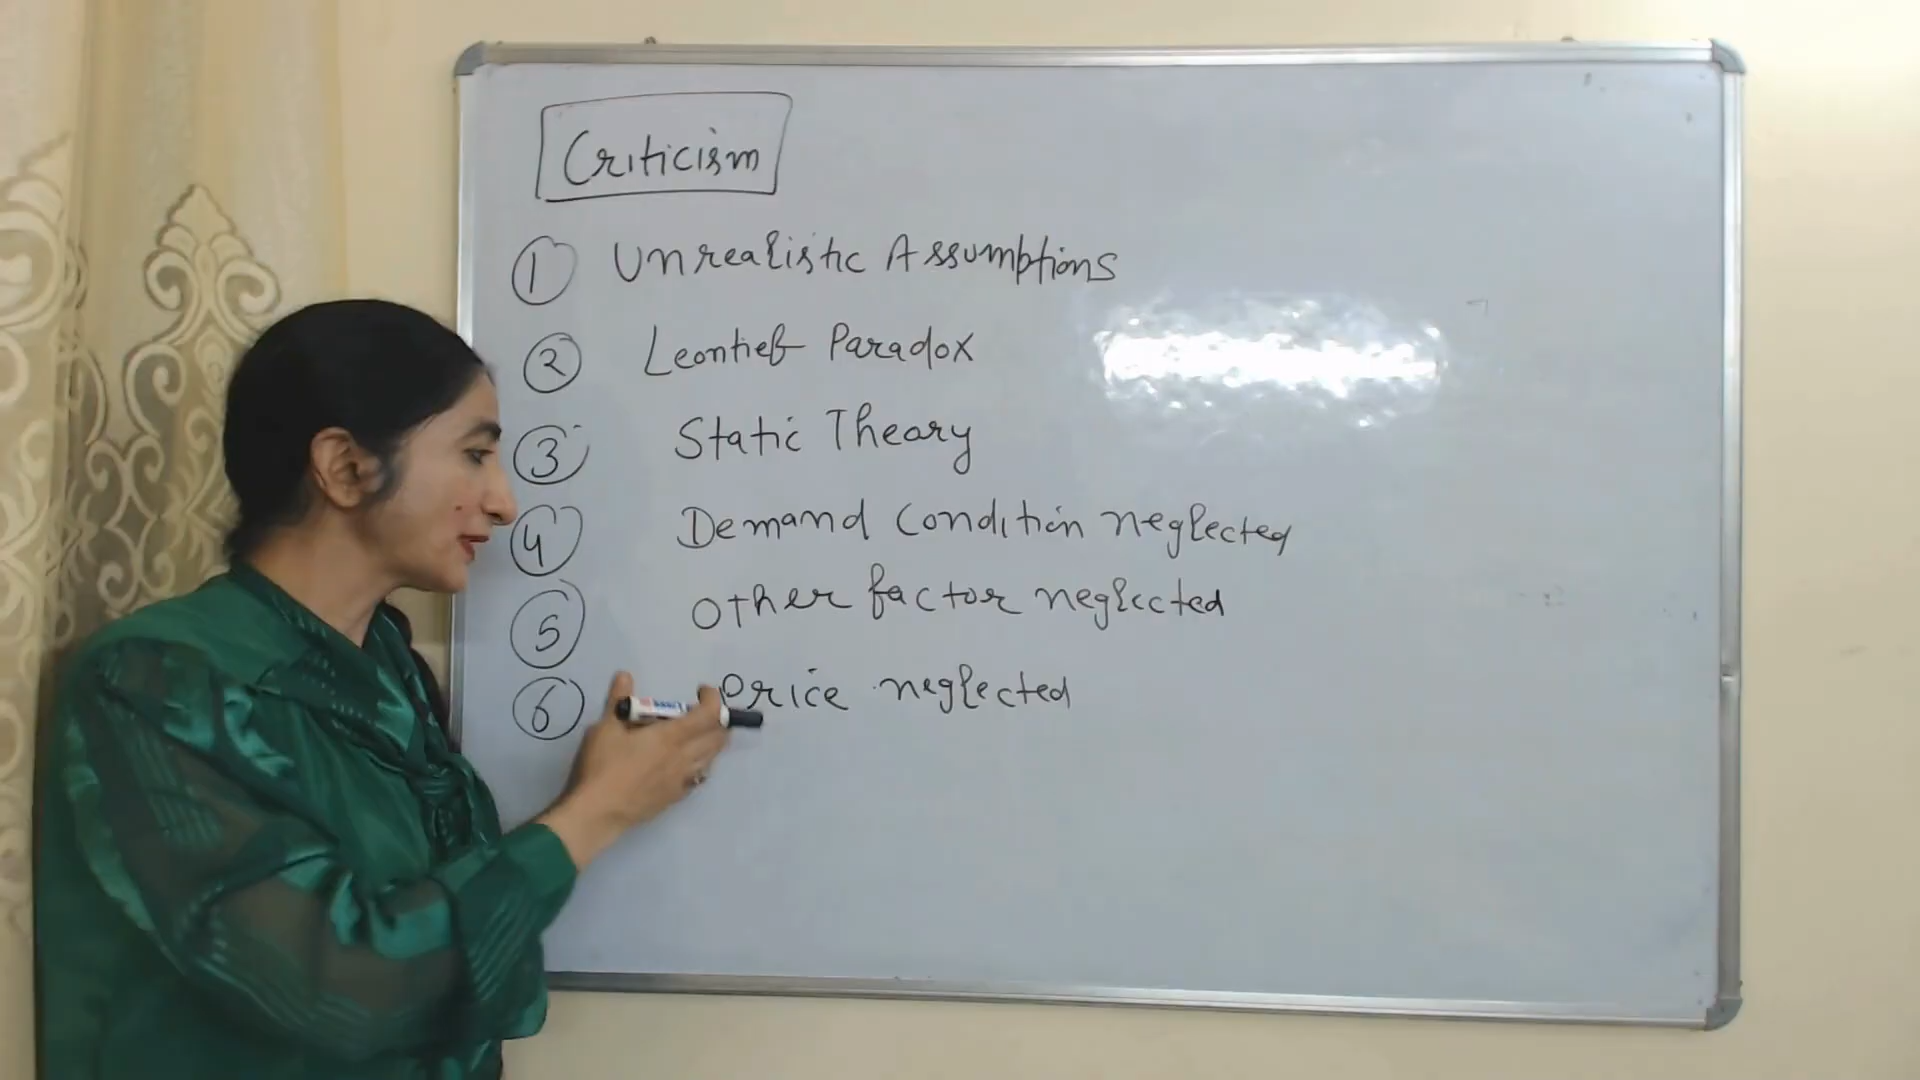 Criticism
1 Unrealistic Assumptions
2 Leontief Paradox
3 Static Theory
4 Demand Condition neglected
5 Other factor neglected
6 Price neglected